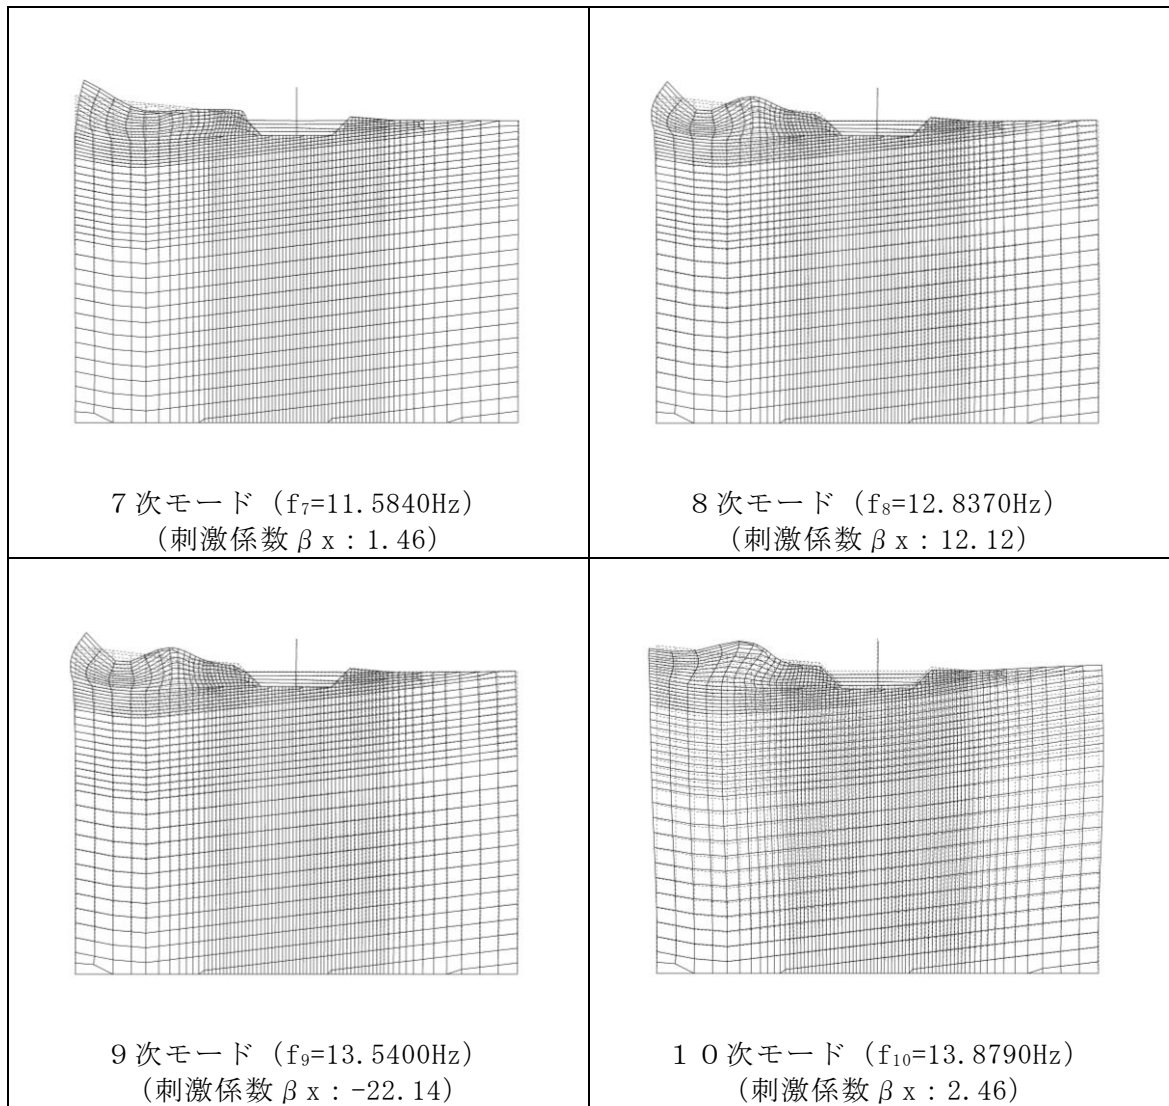 7次モード（f₇=11.5840Hz）
（刺激係数βx：1.46）
8次モード（f₈=12.8370Hz）
（刺激係数βx：12.12）
9次モード（f₉=13.5400Hz）
（刺激係数βx：-22.14）
10次モード（f₁₀=13.8790Hz）
（刺激係数βx：2.46）